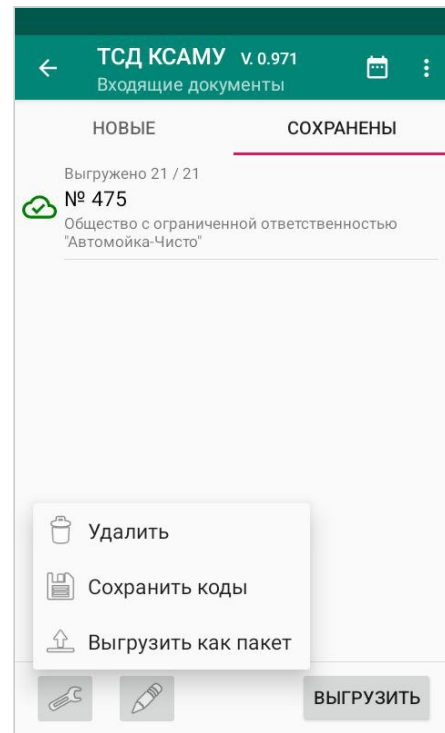 ТСД КСАМУ V. 0.971
Входящие документы
НОВЫЕ СОХРАНЕНЫ
Выгружено 21 / 21
№ 475
Общество с ограниченной ответственностью
"Автомойка-Чисто"
Удалить
Сохранить коды
Выгрузить как пакет
ВЫГРУЗИТЬ